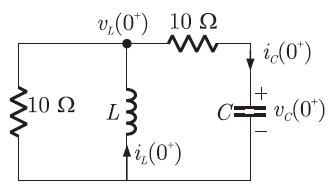 v_L(0⁺)
10 Ω
i_C(0⁺)
10 Ω
L
C
+
v_C(0⁺)
−
i_L(0⁺)